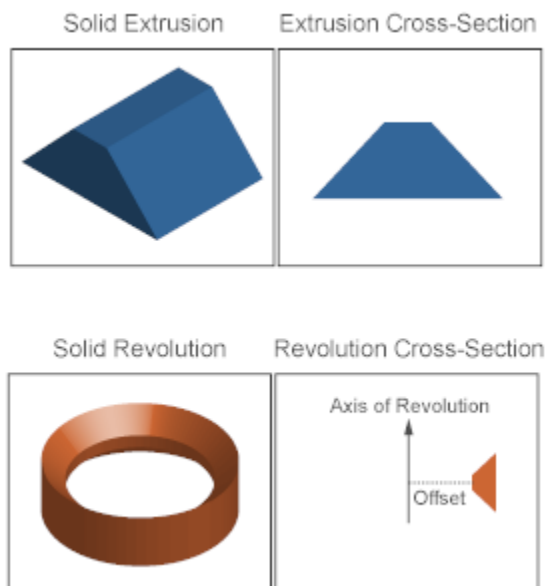 Solid Extrusion
Extrusion Cross-Section
Solid Revolution
Revolution Cross-Section
Axis of Revolution
Offset